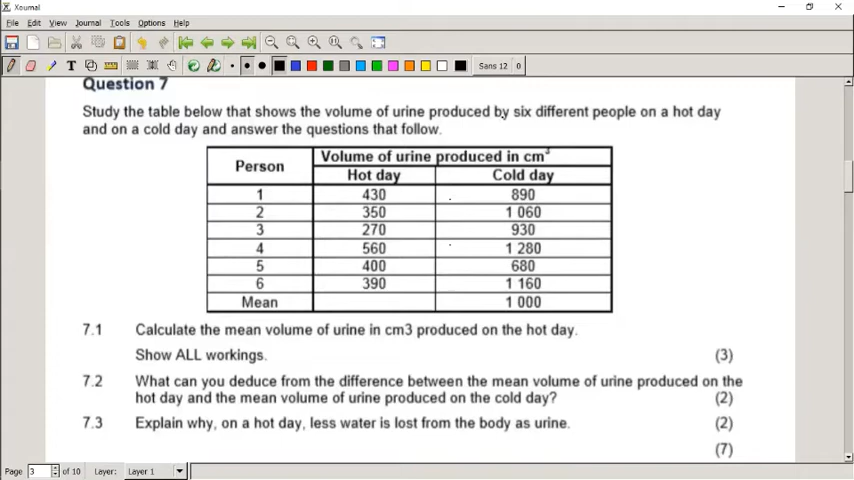 Xournal
File Edit View Journal Tools Options Help
Sans 12 0
Question 7
Study the table below that shows the volume of urine produced by six different people on a hot day
and on a cold day and answer the questions that follow.
Person Volume of urine produced in cm³
Hot day Cold day
1 430 890
2 350 1 060
3 270 930
4 560 1 280
5 400 680
6 390 1 160
Mean 1 000
7.1 Calculate the mean volume of urine in cm3 produced on the hot day.
Show ALL workings. (3)
7.2 What can you deduce from the difference between the mean volume of urine produced on the
hot day and the mean volume of urine produced on the cold day? (2)
7.3 Explain why, on a hot day, less water is lost from the body as urine. (2)
(7)
Page 3 of 10 Layer: Layer 1